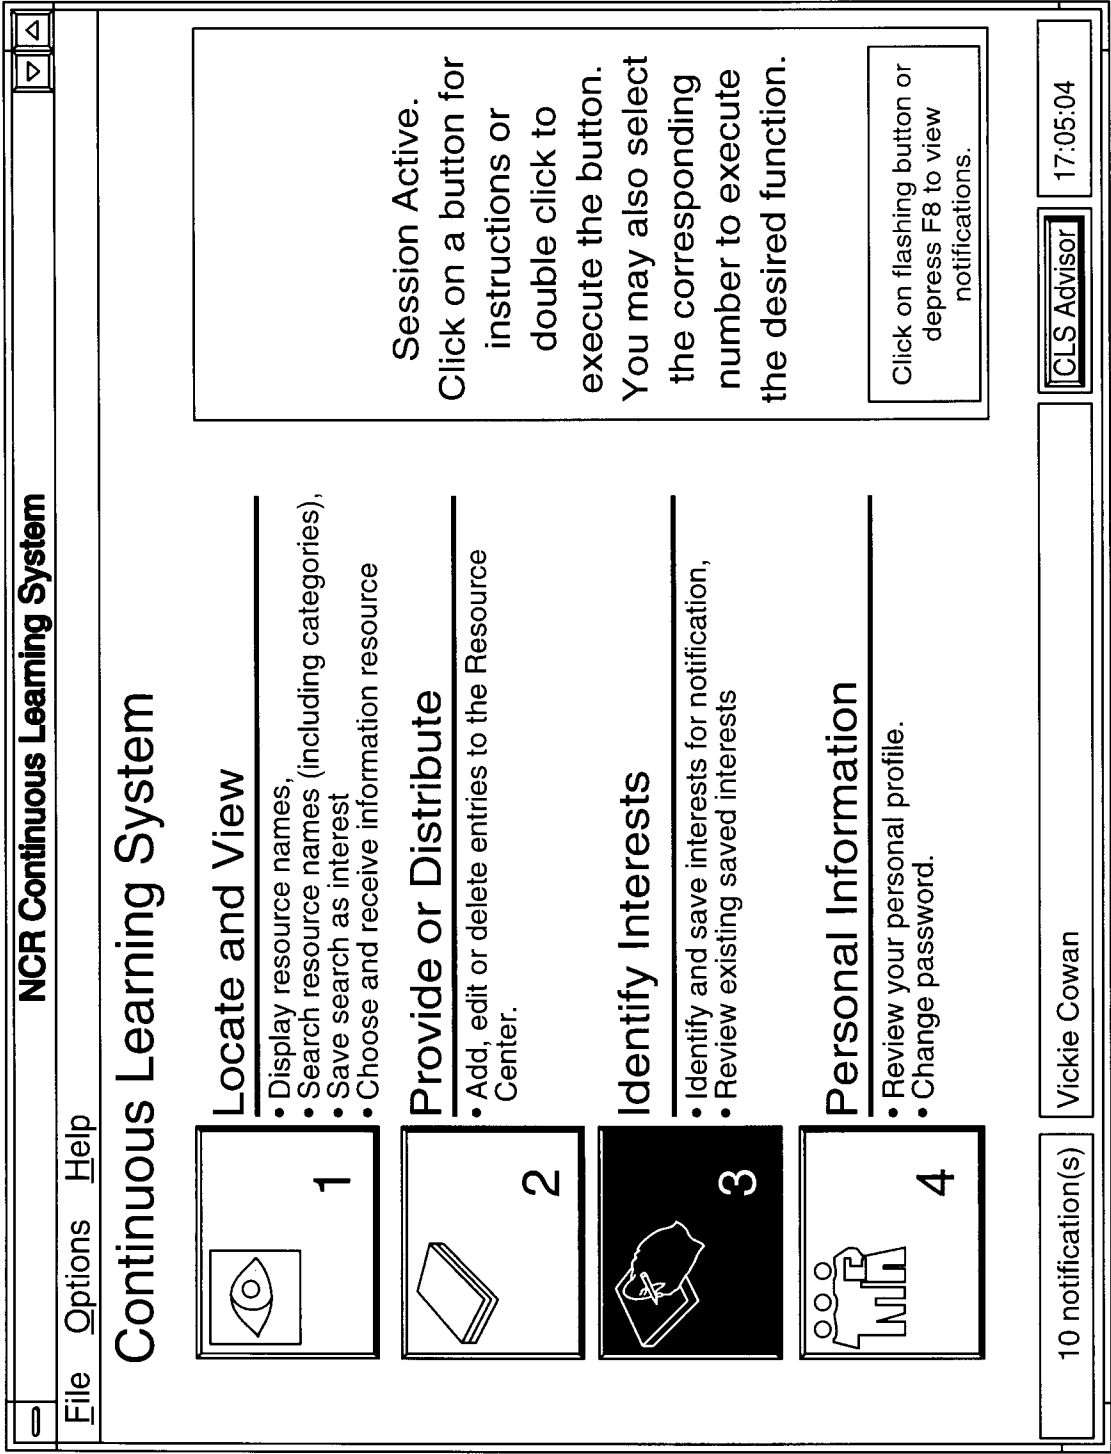 NCR Continuous Learning System
File Options Help
Continuous Learning System
1
Locate and View
• Display resource names,
• Search resource names (including categories),
• Save search as interest
• Choose and receive information resource
2
Provide or Distribute
• Add, edit or delete entries to the Resource
Center.
3
Identify Interests
• Identify and save interests for notification,
• Review existing saved interests
4
Personal Information
• Review your personal profile.
• Change password.
Session Active.
Click on a button for
instructions or
double click to
execute the button.
You may also select
the corresponding
number to execute
the desired function.
Click on flashing button or
depress F8 to view
notifications.
10 notification(s)
Vickie Cowan
CLS Advisor
17:05:04